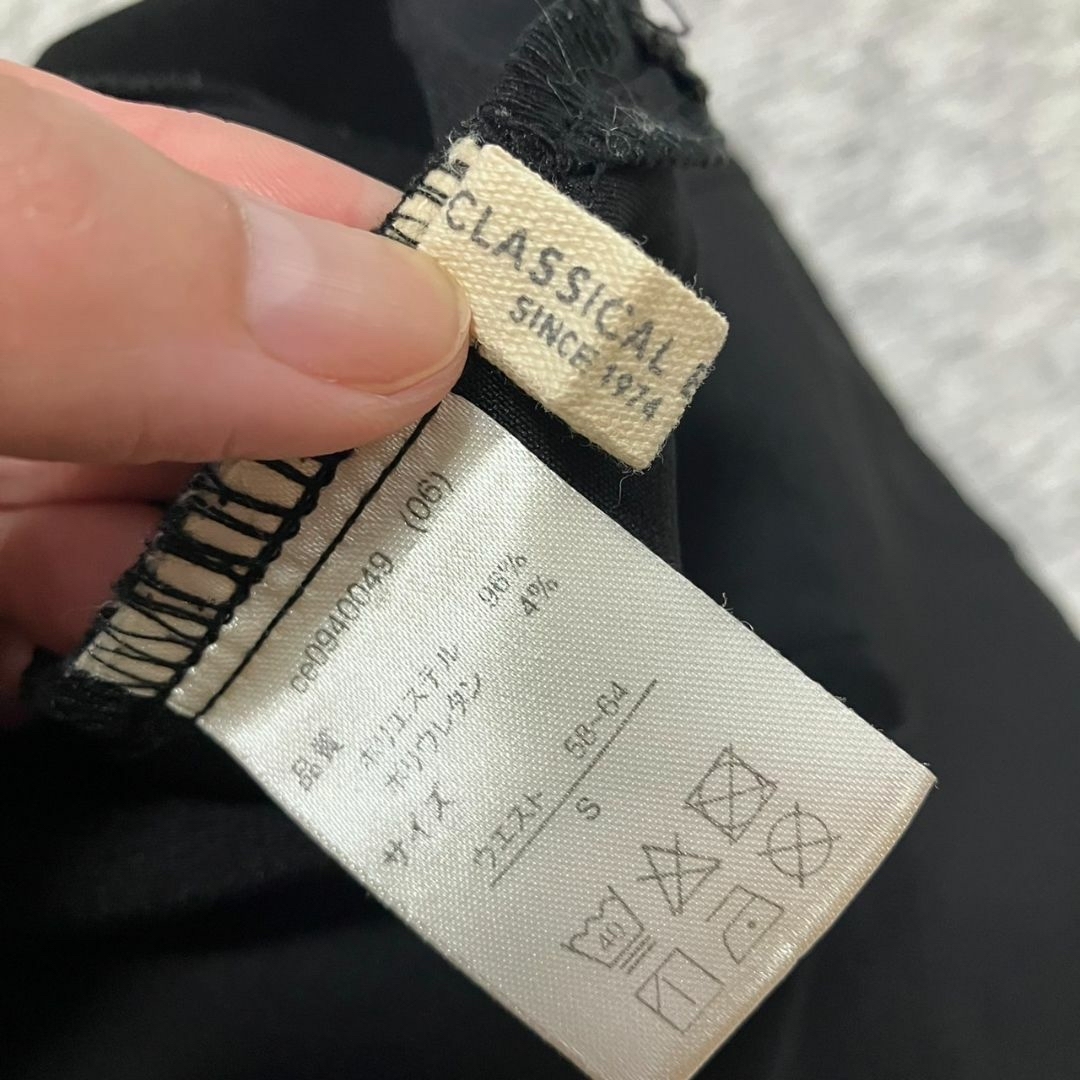 CLASSICAL
SINCE 1974
ce0940049 (06)
品質
ポリエステル 96%
ポリウレタン 4%
サイズ
ウエスト 58-64
S
40